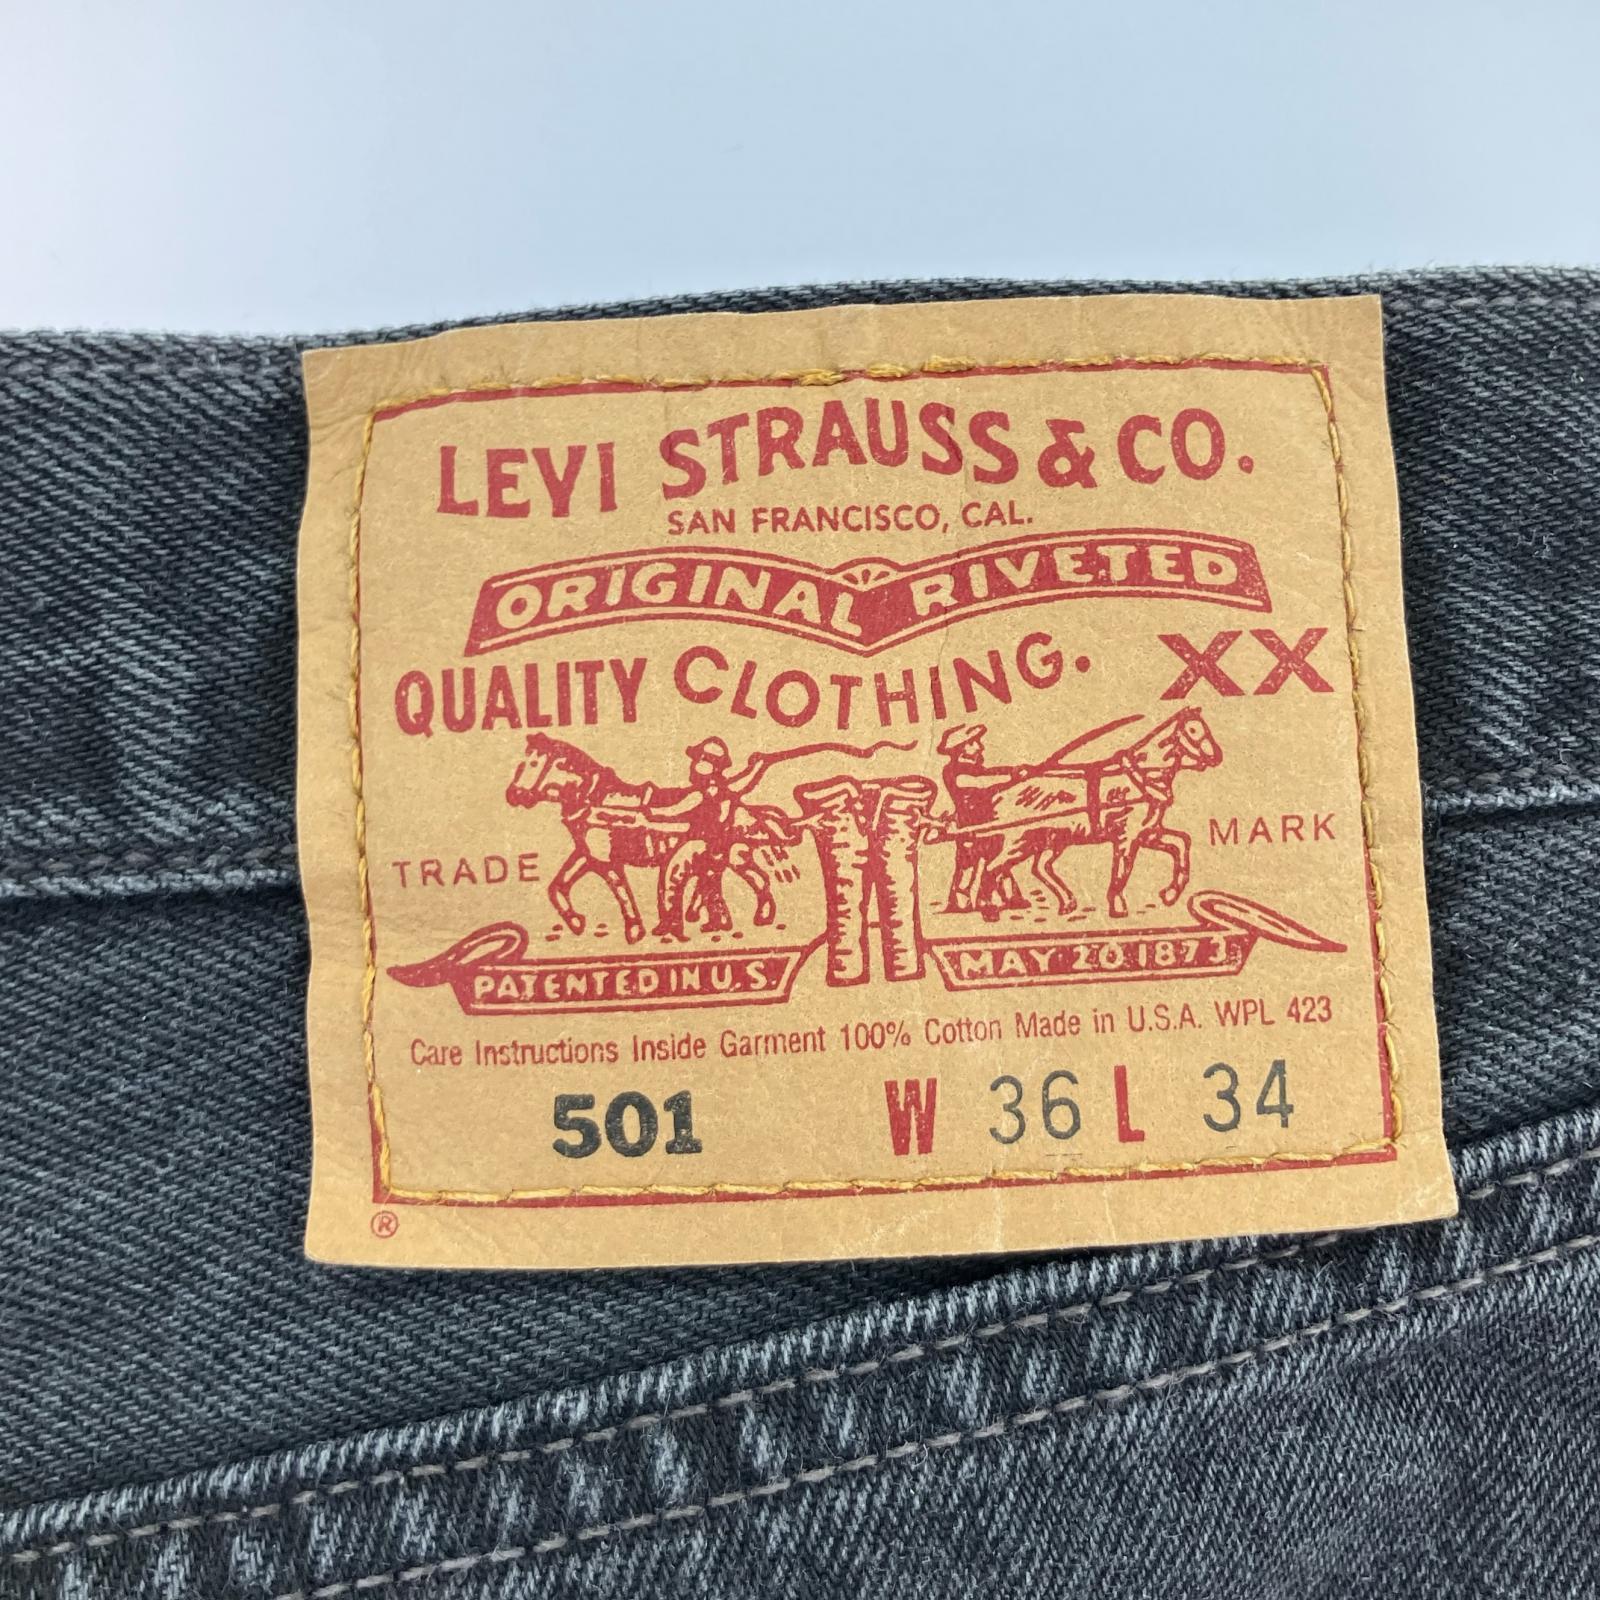 LEVI STRAUSS & CO.
SAN FRANCISCO, CAL.
ORIGINAL RIVETED
QUALITY CLOTHING. XX
TRADE MARK
PATENTED IN U.S. MAY 20 1873
Care Instructions Inside Garment 100% Cotton Made in U.S.A. WPL 423
501 W 36 L 34
®